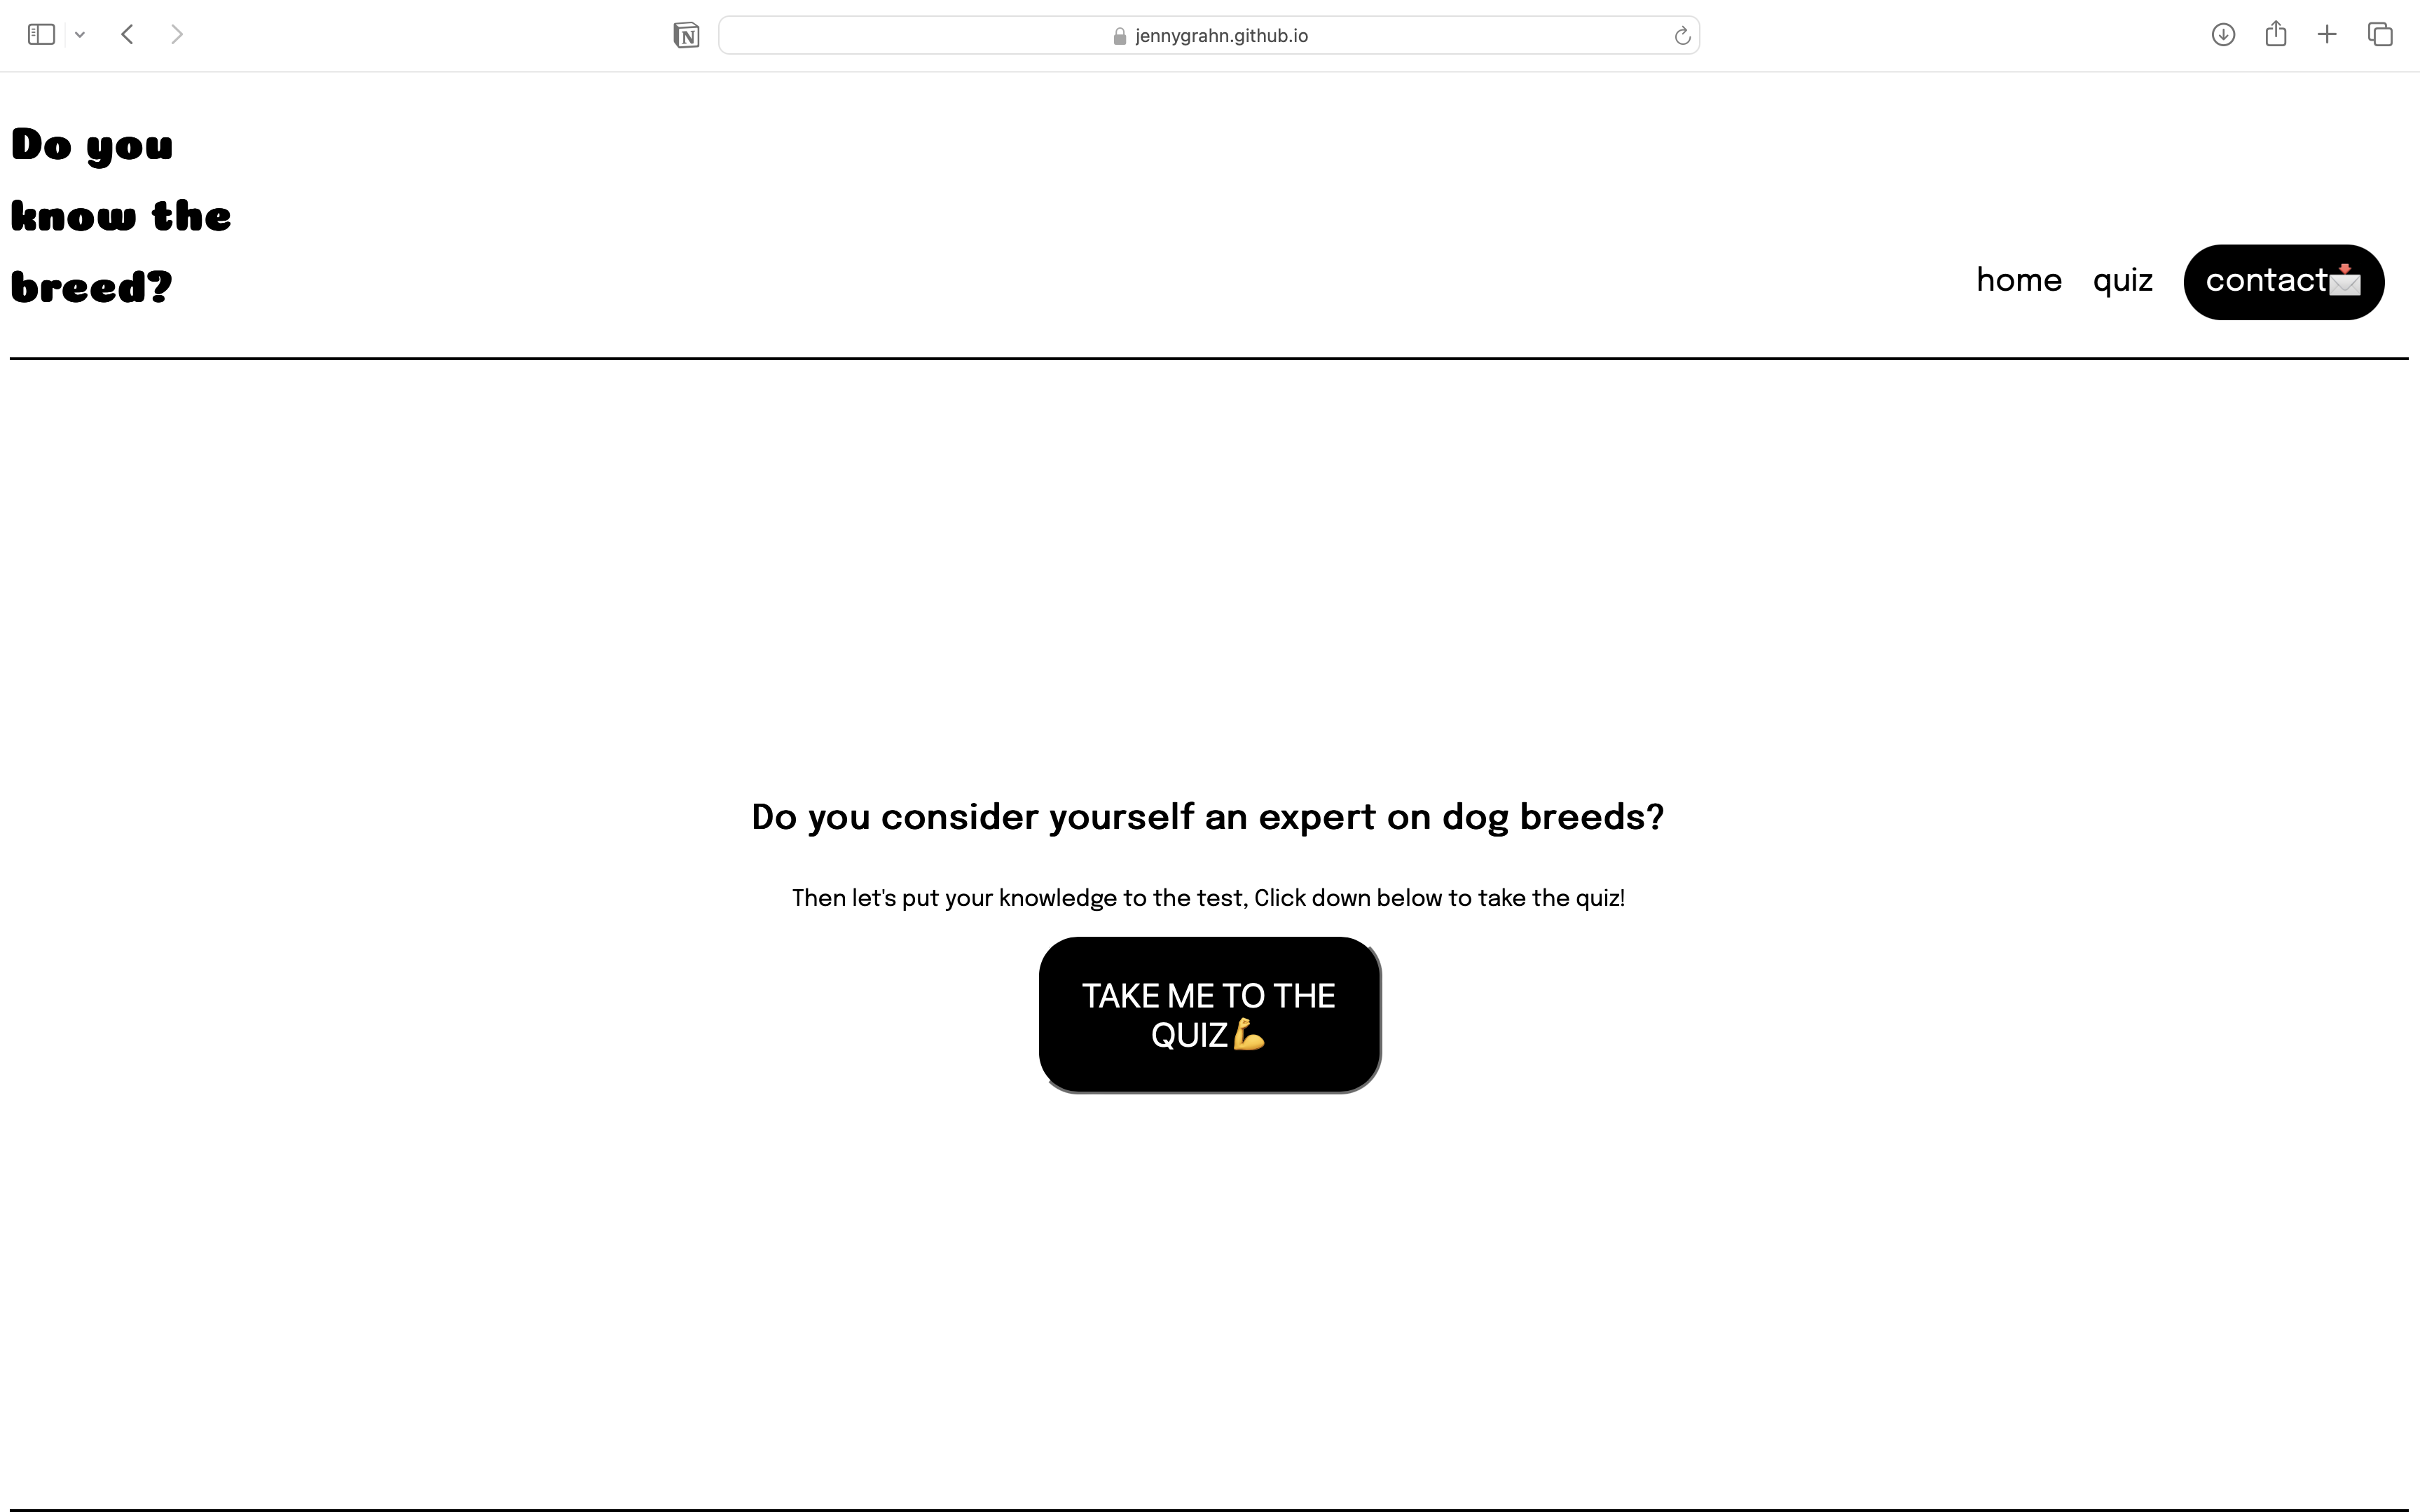 jennygrahn.github.io
Do you
know the
breed?
home quiz contact📩
Do you consider yourself an expert on dog breeds?
Then let's put your knowledge to the test, Click down below to take the quiz!
TAKE ME TO THE
QUIZ💪